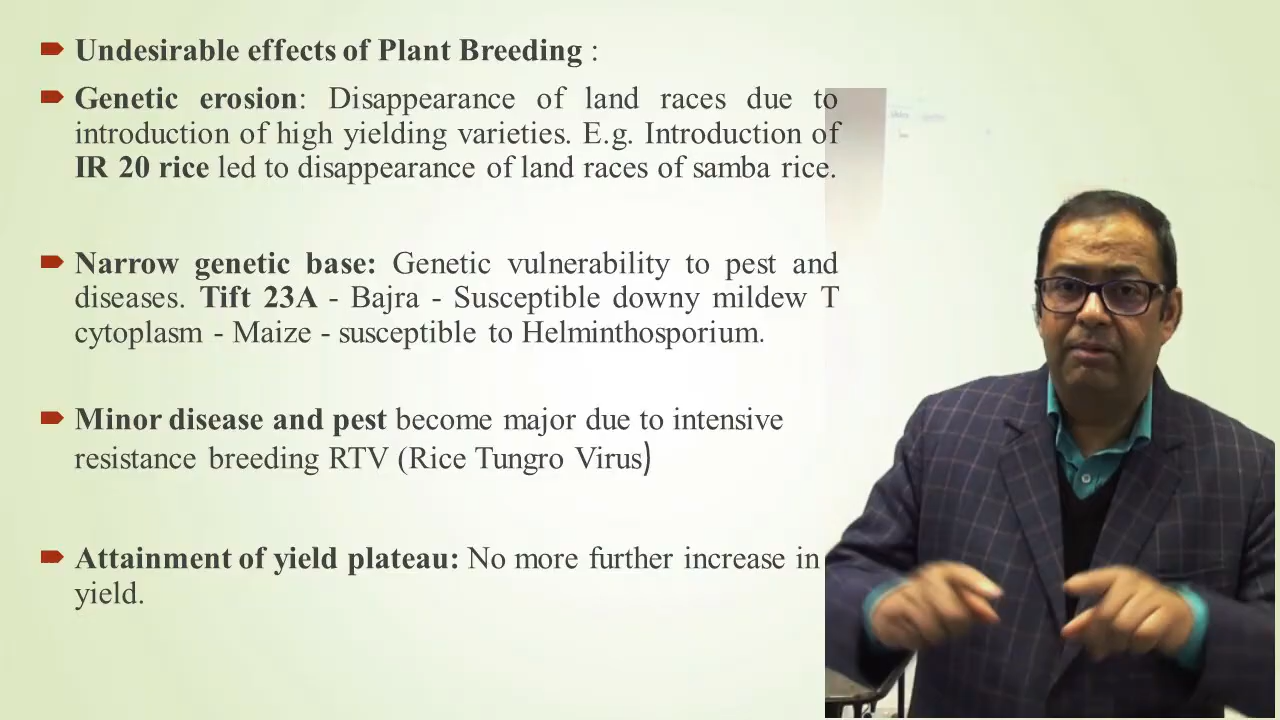 Undesirable effects of Plant Breeding :
Genetic erosion: Disappearance of land races due to
introduction of high yielding varieties. E.g. Introduction of
IR 20 rice led to disappearance of land races of samba rice.
Narrow genetic base: Genetic vulnerability to pest and
diseases. Tift 23A - Bajra - Susceptible downy mildew T
cytoplasm - Maize - susceptible to Helminthosporium.
Minor disease and pest become major due to intensive
resistance breeding RTV (Rice Tungro Virus)
Attainment of yield plateau: No more further increase in
yield.